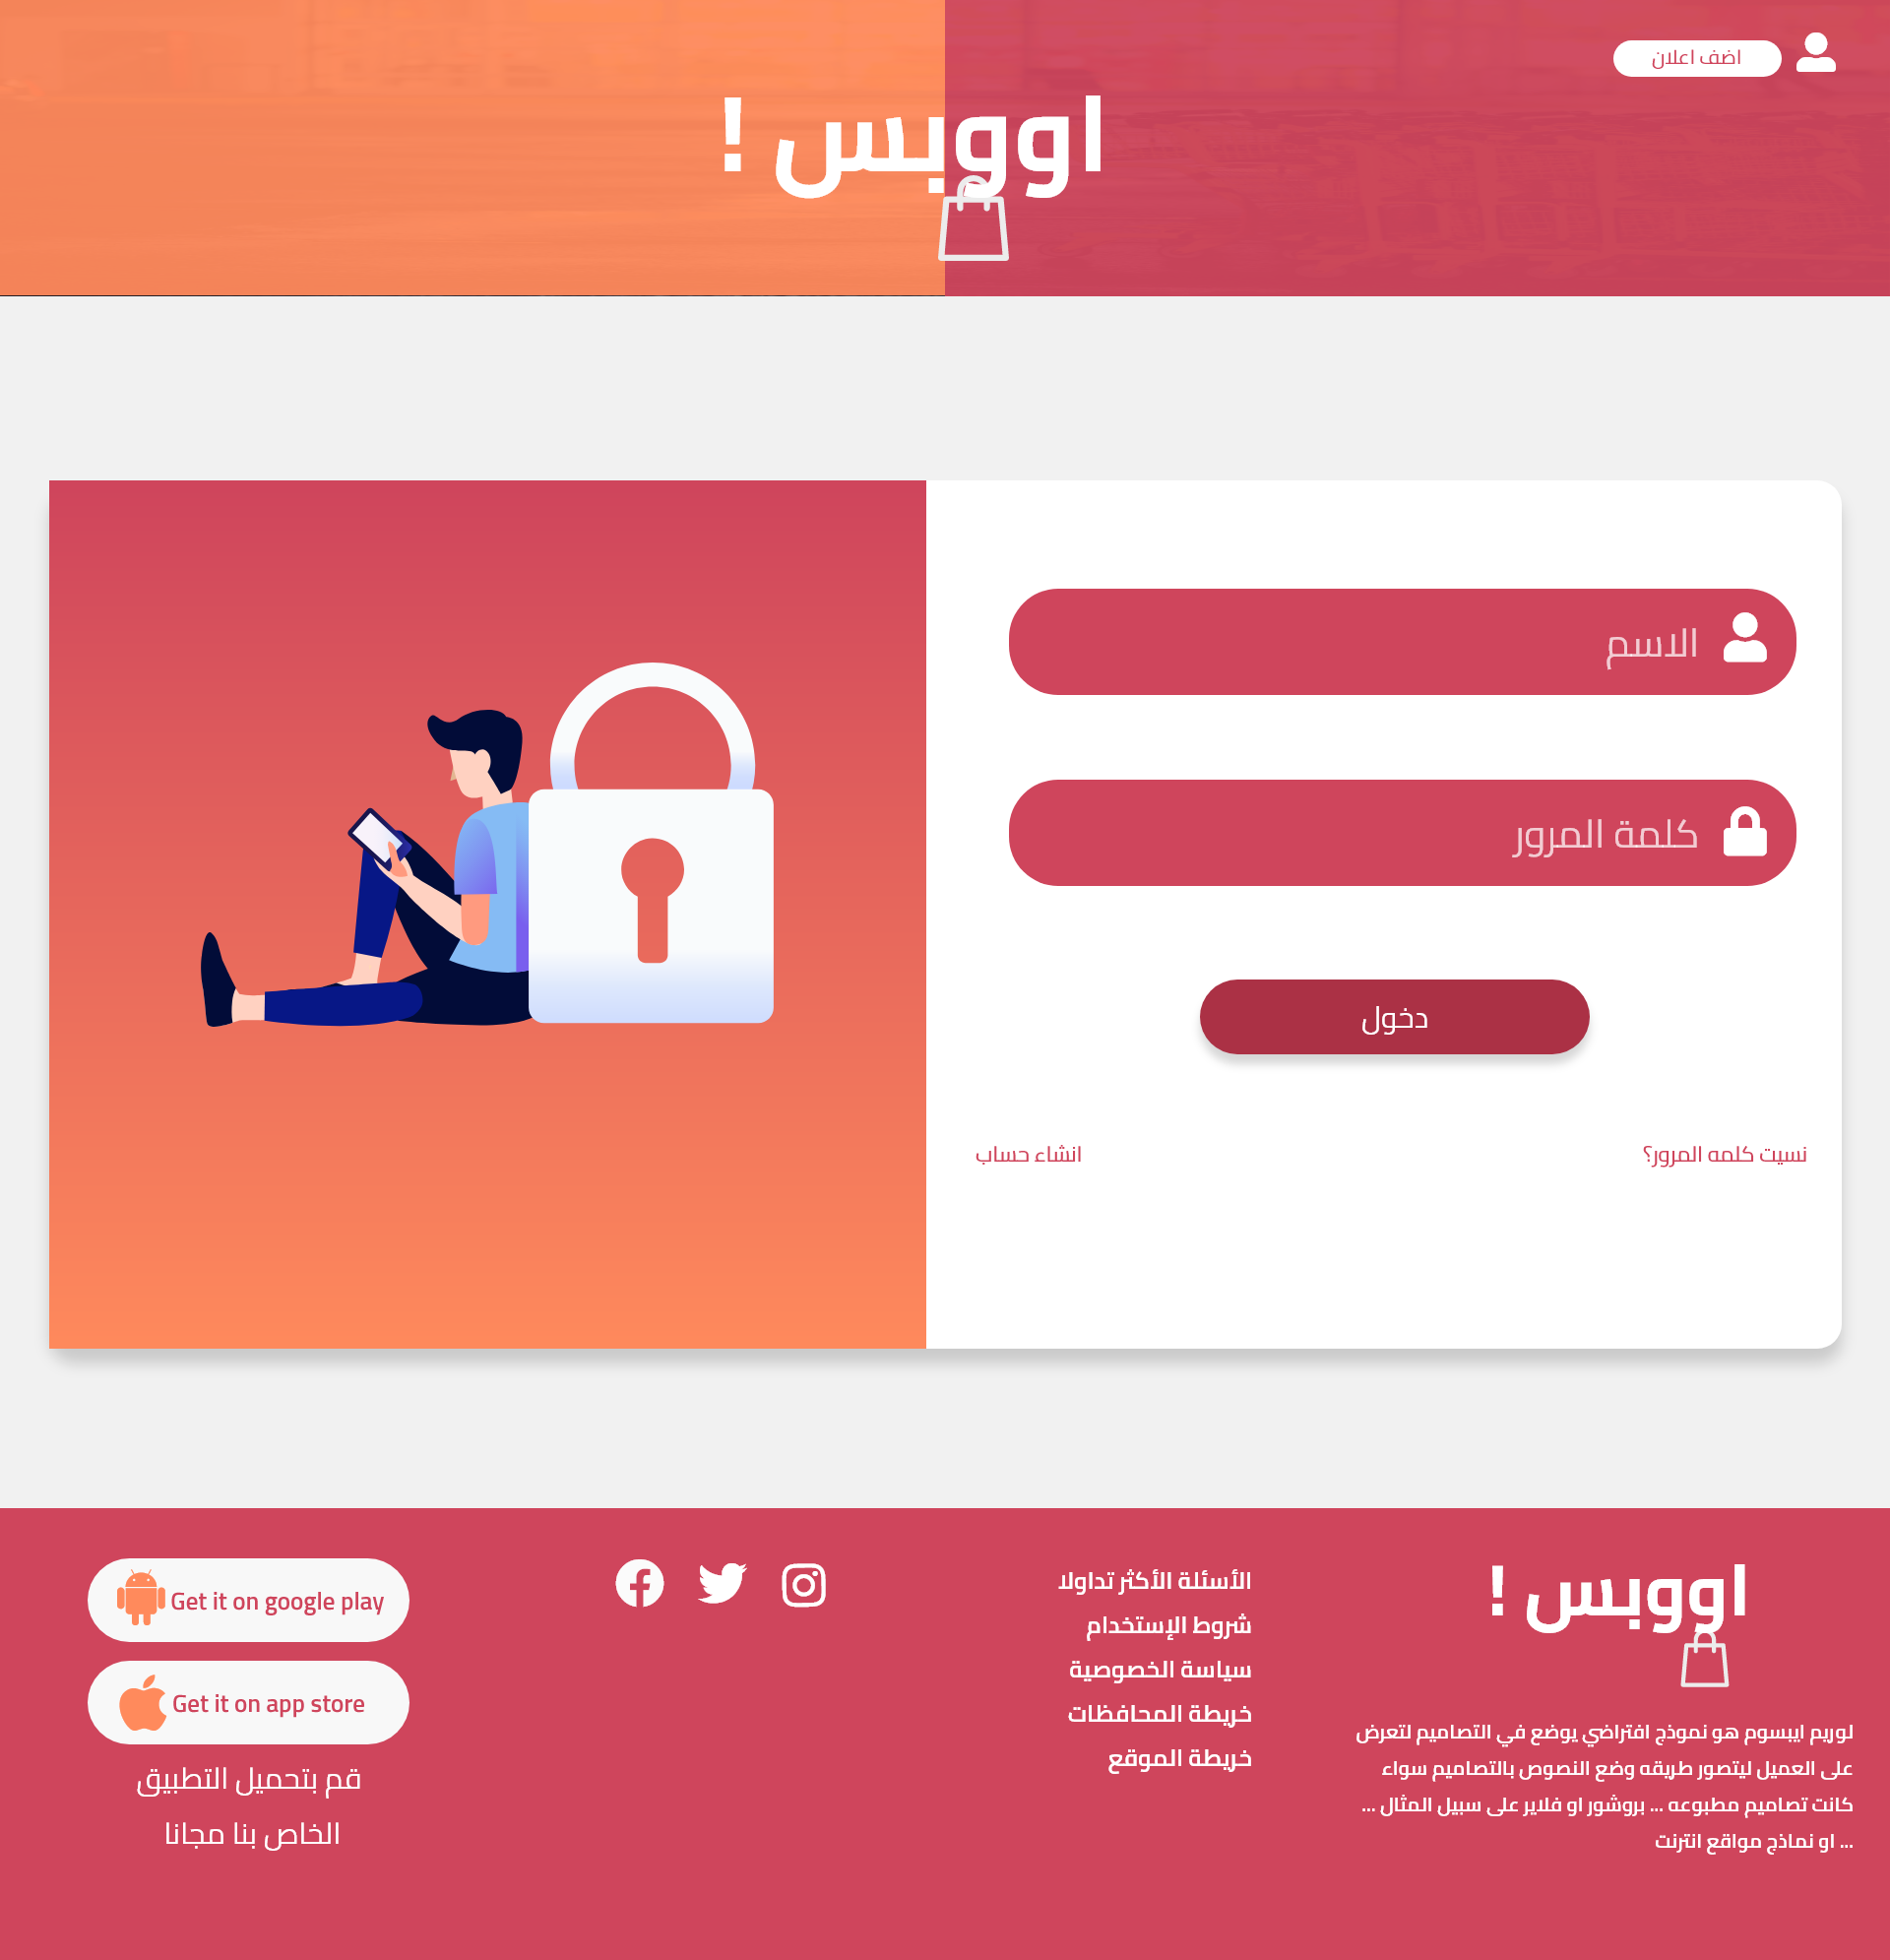 اضف اعلان
اووبس !
الاسم
كلمة المرور
دخول
نسيت كلمه المرور؟
انشاء حساب
اووبس !
لوريم ايبسوم هو نموذج افتراضي يوضع في التصاميم لتعرض
على العميل ليتصور طريقه وضع النصوص بالتصاميم سواء
كانت تصاميم مطبوعه ... بروشور او فلاير على سبيل المثال ...
... او نماذج مواقع انترنت
الأسئلة الأكثر تداولا
شروط الإستخدام
سياسة الخصوصية
خريطة المحافظات
خريطة الموقع
Get it on google play
Get it on app store
قم بتحميل التطبيق
الخاص بنا مجانا